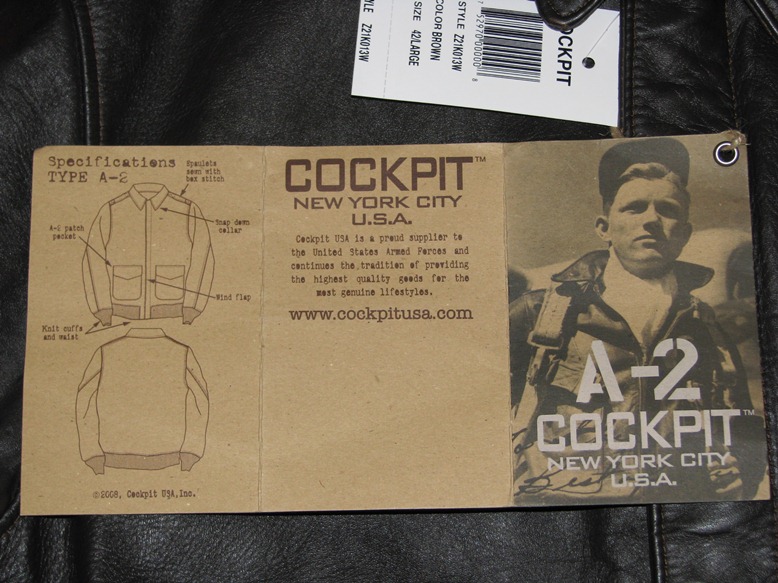 COCKPIT
STYLE Z21K013W
COLOR BROWN
SIZE 42/LARGE
Z21K013W
Specifications
TYPE A-2
Epaulets
sewn with
box stitch
A-2 patch
pocket
Snap down
collar
Wind flap
Knit cuffs
and waist
©2008, Cockpit USA, Inc.
COCKPIT™
NEW YORK CITY
U.S.A.
Cockpit USA is a proud supplier to
the United States Armed Forces and
continues the tradition of providing
the highest quality goods for the
most genuine lifestyles.
www.cockpitusa.com
A-2
COCKPIT™
NEW YORK CITY
U.S.A.